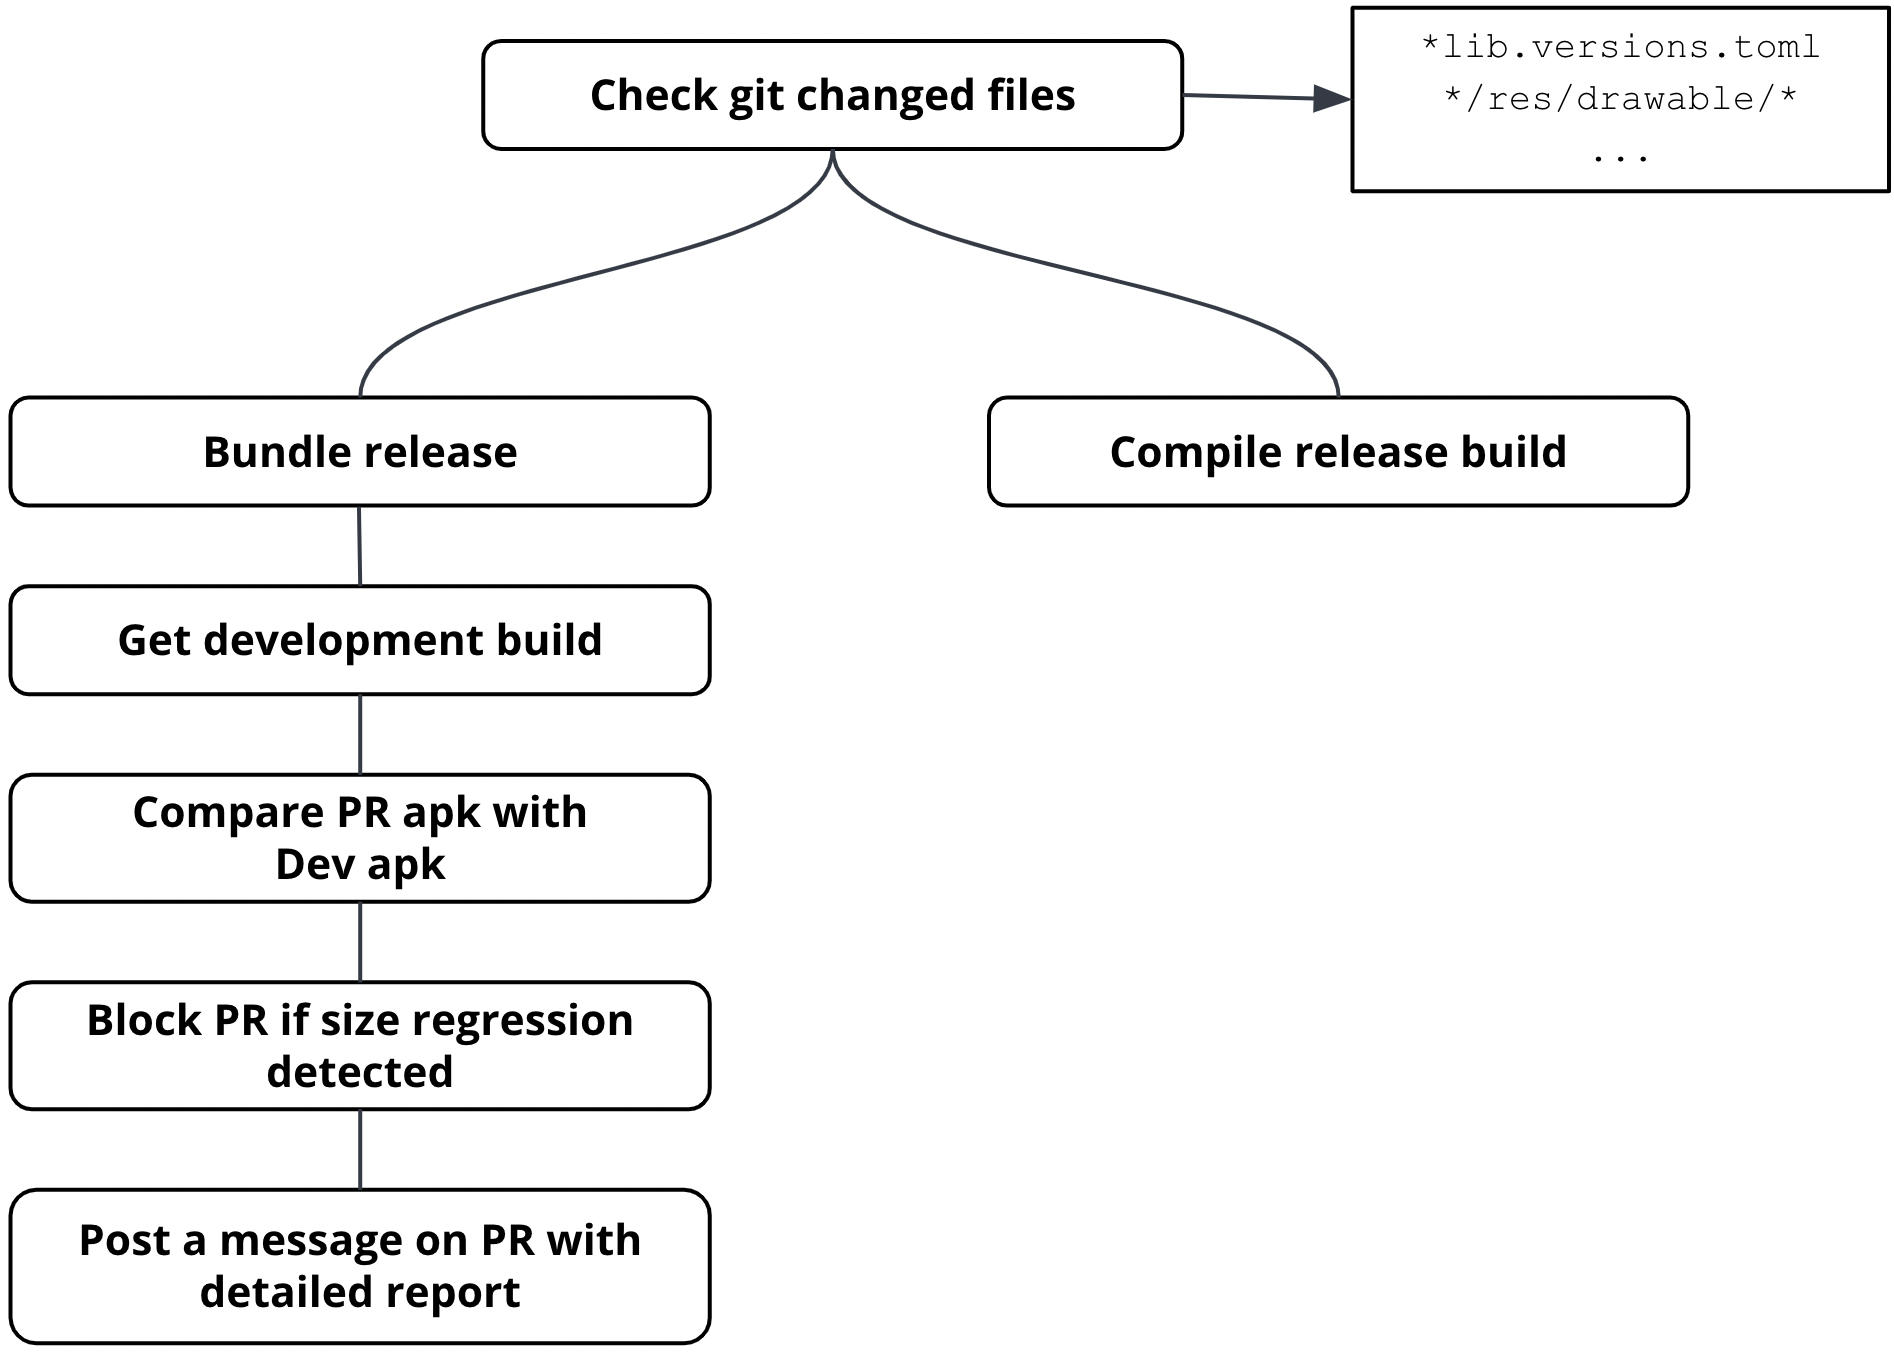 Check git changed files
*lib.versions.toml
*/res/drawable/*
...
Bundle release
Compile release build
Get development build
Compare PR apk with
Dev apk
Block PR if size regression
detected
Post a message on PR with
detailed report